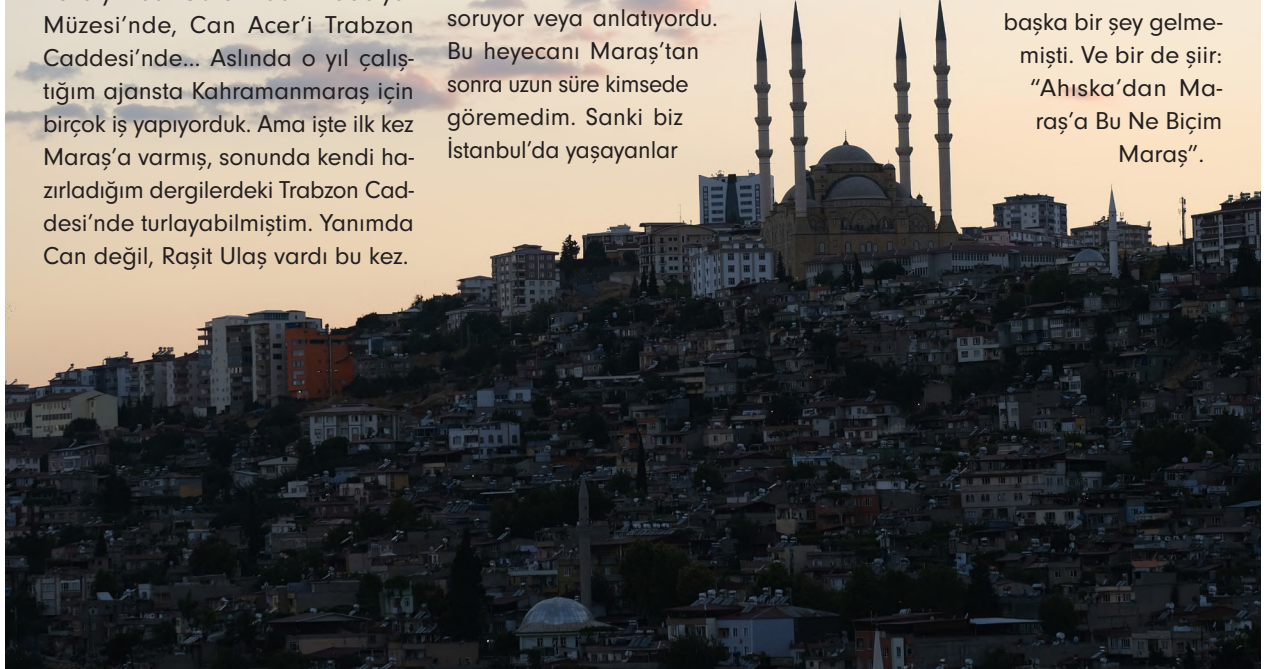 Müzesi’nde, Can Acer’i Trabzon
Caddesi’nde... Aslında o yıl çalış-
tığım ajansta Kahramanmaraş için
birçok iş yapıyorduk. Ama işte ilk kez
Maraş’a varmış, sonunda kendi ha-
zırladığım dergilerdeki Trabzon Cad-
desi’nde turlayabilmiştim. Yanımda
Can değil, Raşit Ulaş vardı bu kez.
soruyor veya anlatıyordu.
Bu heyecanı Maraş’tan
sonra uzun süre kimsede
göremedim. Sanki biz
İstanbul’da yaşayanlar
başka bir şey gelme-
mişti. Ve bir de şiir:
“Ahıska’dan Ma-
raş’a Bu Ne Biçim
Maraş”.